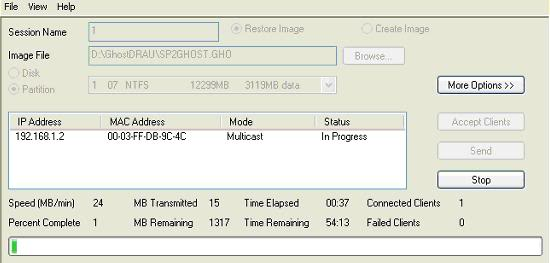 File View Help
Session Name 1 Restore Image Create Image
Image File D:\GhostDRAU\SP2GHOST.GHO Browse...
Disk
Partition 1 07 NTFS 12299MB 3119MB data More Options >>
IP Address MAC Address Mode Status Accept Clients
192.168.1.2 00-03-FF-DB-9C-4C Multicast In Progress
Send
Stop
Speed (MB/min) 24 MB Transmitted 15 Time Elapsed 00:37 Connected Clients 1
Percent Complete 1 MB Remaining 1317 Time Remaining 54:13 Failed Clients 0